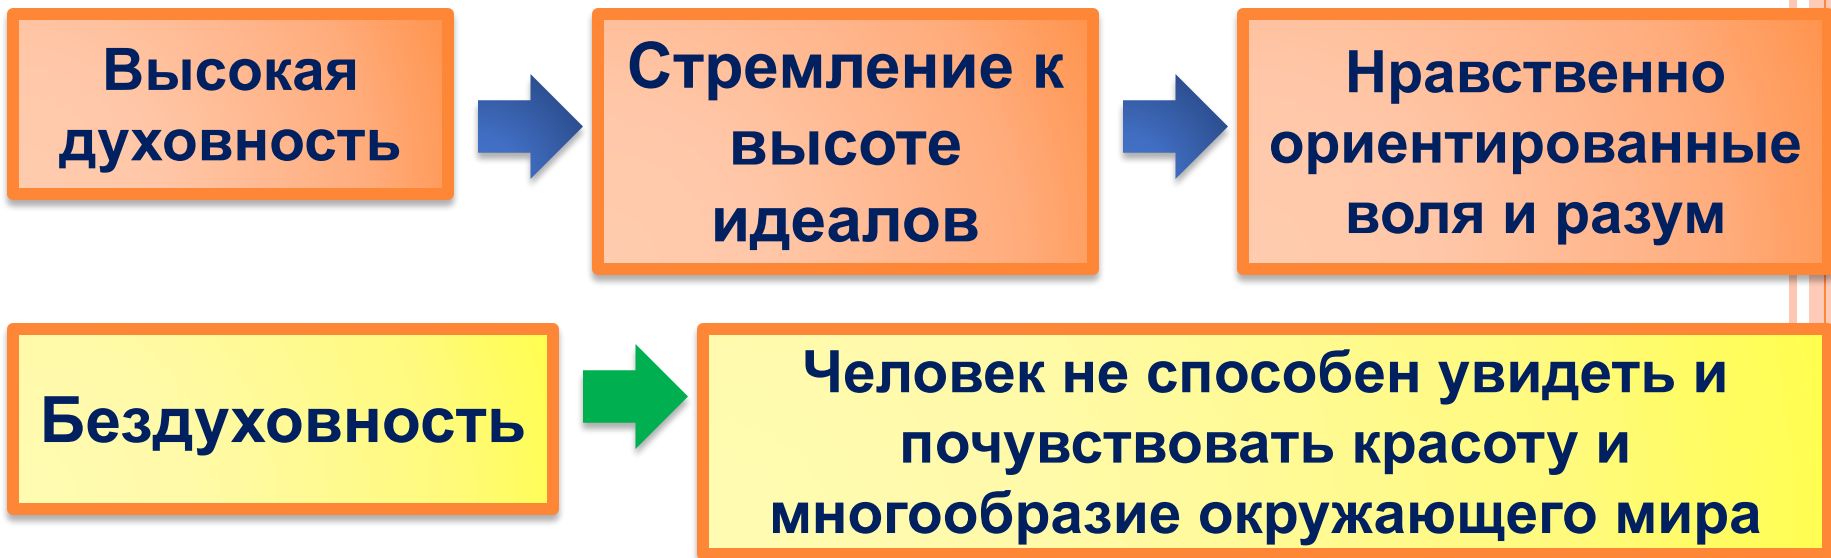 Высокая
духовность
Стремление к
высоте
идеалов
Нравственно
ориентированные
воля и разум
Бездуховность
Человек не способен увидеть и
почувствовать красоту и
многообразие окружающего мира